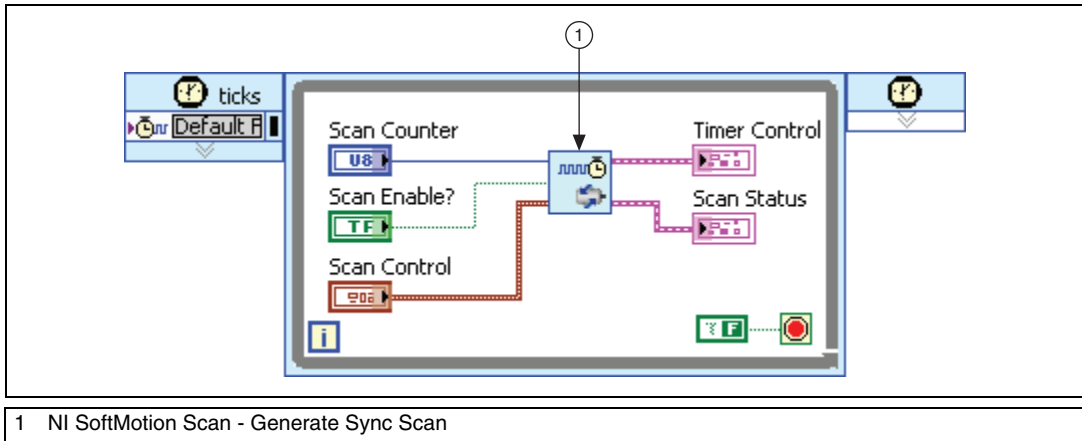 1
ticks
Default F
Scan Counter
Timer Control
U8
Scan Enable?
Scan Status
TF
Scan Control
F
i
1 NI SoftMotion Scan - Generate Sync Scan